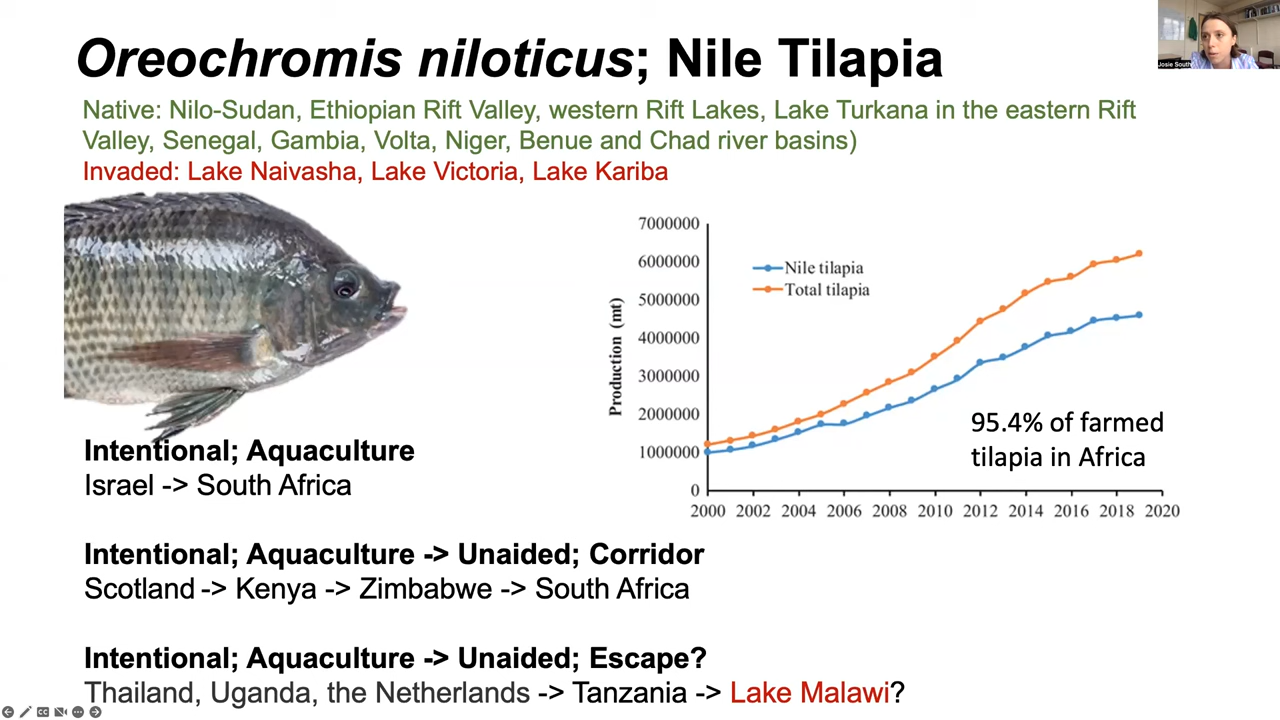 Oreochromis niloticus; Nile Tilapia
Josie South
Native: Nilo-Sudan, Ethiopian Rift Valley, western Rift Lakes, Lake Turkana in the eastern Rift
Valley, Senegal, Gambia, Volta, Niger, Benue and Chad river basins)
Invaded: Lake Naivasha, Lake Victoria, Lake Kariba
Production (mt)
7000000
6000000
5000000
4000000
3000000
2000000
1000000
0
Nile tilapia
Total tilapia
95.4% of farmed
tilapia in Africa
2000 2002 2004 2006 2008 2010 2012 2014 2016 2018 2020
Intentional; Aquaculture
Israel -> South Africa
Intentional; Aquaculture -> Unaided; Corridor
Scotland -> Kenya -> Zimbabwe -> South Africa
Intentional; Aquaculture -> Unaided; Escape?
Thailand, Uganda, the Netherlands -> Tanzania -> Lake Malawi?